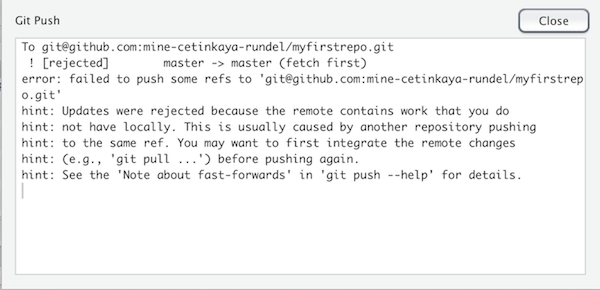 Git Push
Close
To git@github.com:mine-cetinkaya-rundel/myfirstrepo.git
 ! [rejected]        master -> master (fetch first)
error: failed to push some refs to 'git@github.com:mine-cetinkaya-rundel/myfirstrep
o.git'
hint: Updates were rejected because the remote contains work that you do
hint: not have locally. This is usually caused by another repository pushing
hint: to the same ref. You may want to first integrate the remote changes
hint: (e.g., 'git pull ...') before pushing again.
hint: See the 'Note about fast-forwards' in 'git push --help' for details.